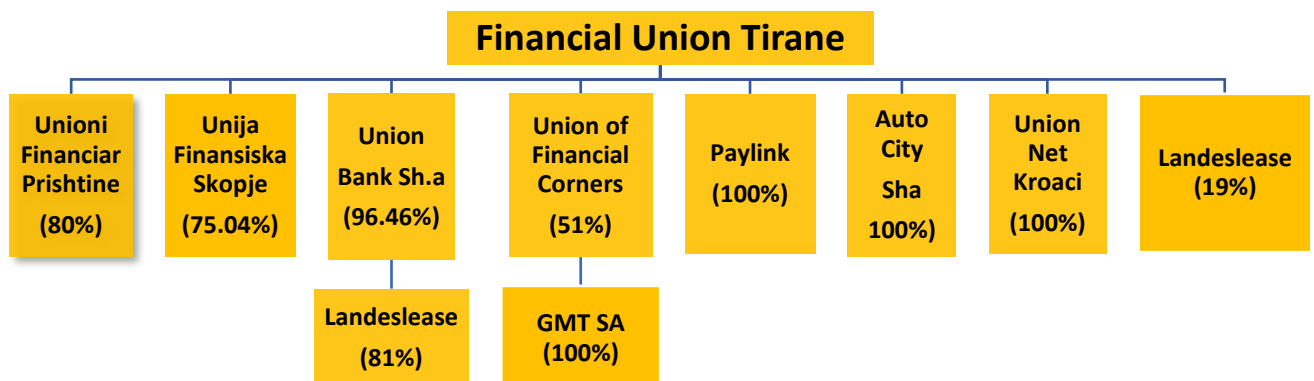 Financial Union Tirane
Unioni
Financiar
Prishtine
(80%)
Unija
Finansiska
Skopje
(75.04%)
Union
Bank Sh.a
(96.46%)
Union of
Financial
Corners
(51%)
Paylink
(100%)
Auto
City
Sha
100%)
Union
Net
Kroaci
(100%)
Landeslease
(19%)
Landeslease
(81%)
GMT SA
(100%)